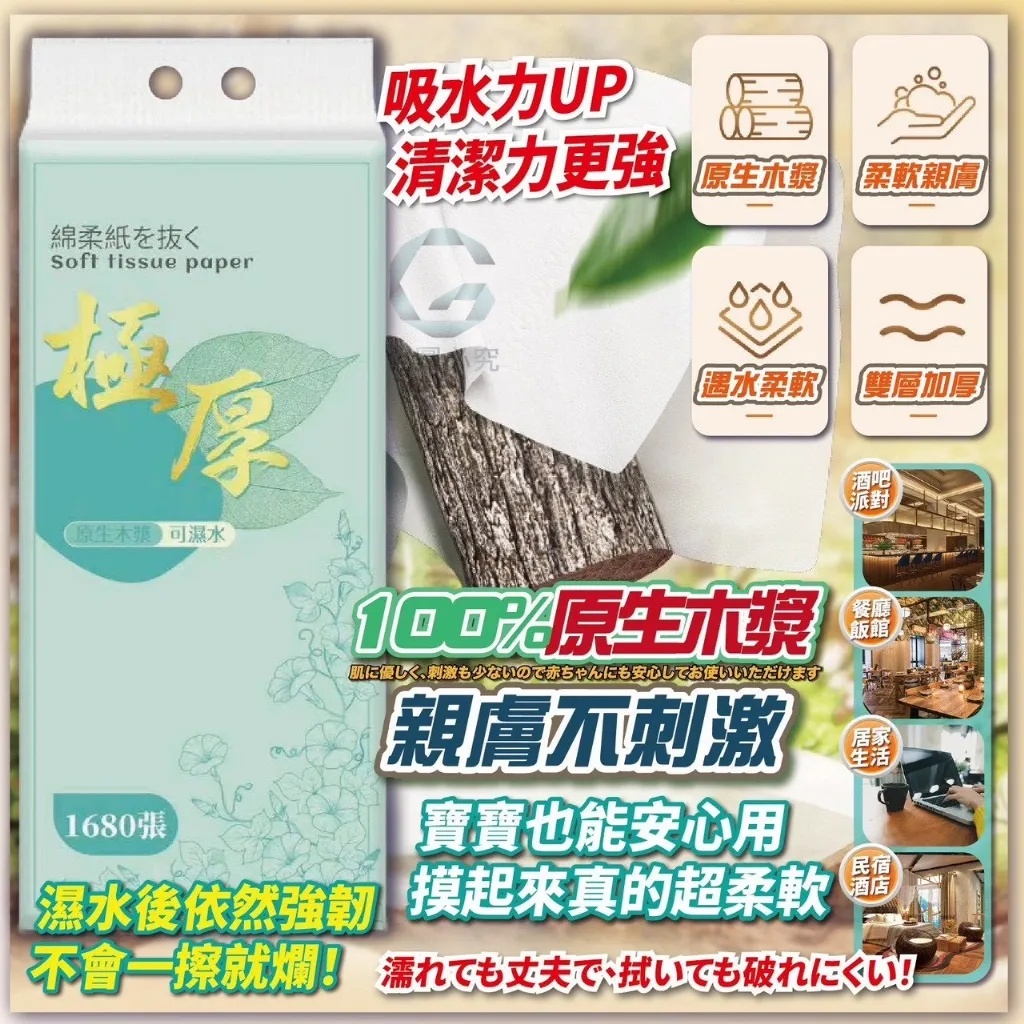 綿柔紙を抜く
Soft tissue paper
極厚
原生木漿 可濕水
1680張
濕水後依然強韌
不會一擦就爛！
吸水力UP
清潔力更強
原生木漿
柔軟親膚
遇水柔軟
雙層加厚
100%原生木漿
肌に優しく、刺激も少ないので赤ちゃんにも安心してお使いいただけます
親膚不刺激
寶寶也能安心用
摸起來真的超柔軟
濡れても丈夫で、拭いても破れにくい！
酒吧
派對
餐廳
飯館
居家
生活
民宿
酒店